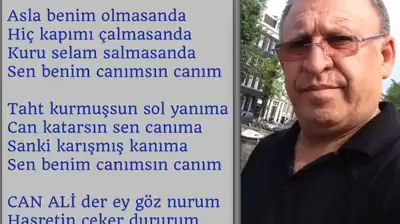 Asla benim olmasanda
Hiç kapımı çalmasanda
Kuru selam salmasanda
Sen benim canımsın canım
Taht kurmuşsun sol yanıma
Can katarsın sen canıma
Sanki karışmış kanıma
Sen benim canımsın canım
CAN ALİ der ey göz nurum
Hasretin çeker dururum